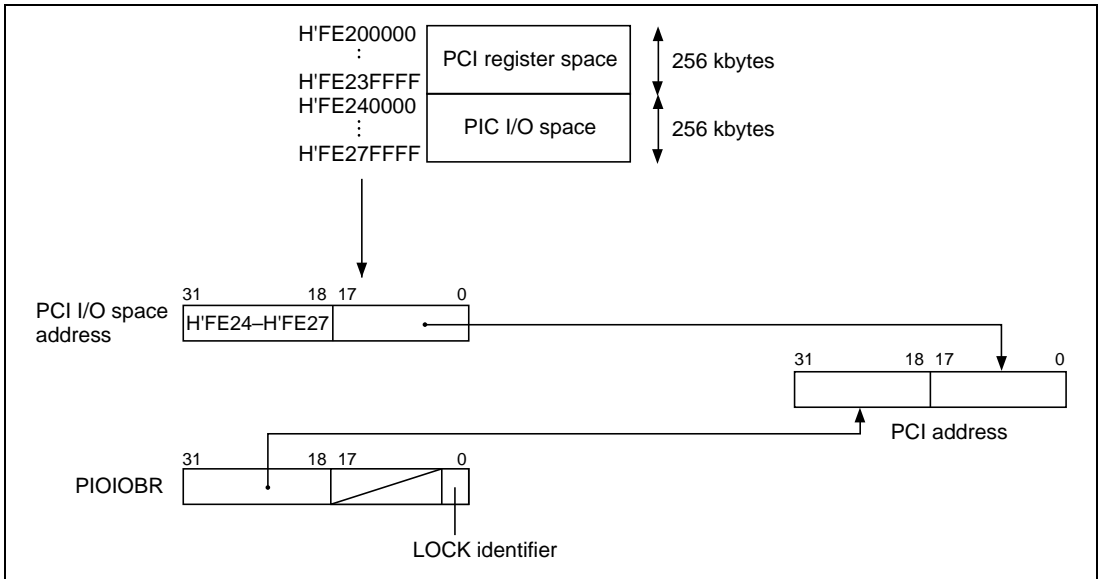 H'FE200000
⋮
H'FE23FFFF
H'FE240000
⋮
H'FE27FFFF
PCI register space
256 kbytes
PIC I/O space
256 kbytes
PCI I/O space
address
31 18 17 0
H'FE24–H'FE27
31 18 17 0
PCI address
PIOIOBR
31 18 17 0
LOCK identifier